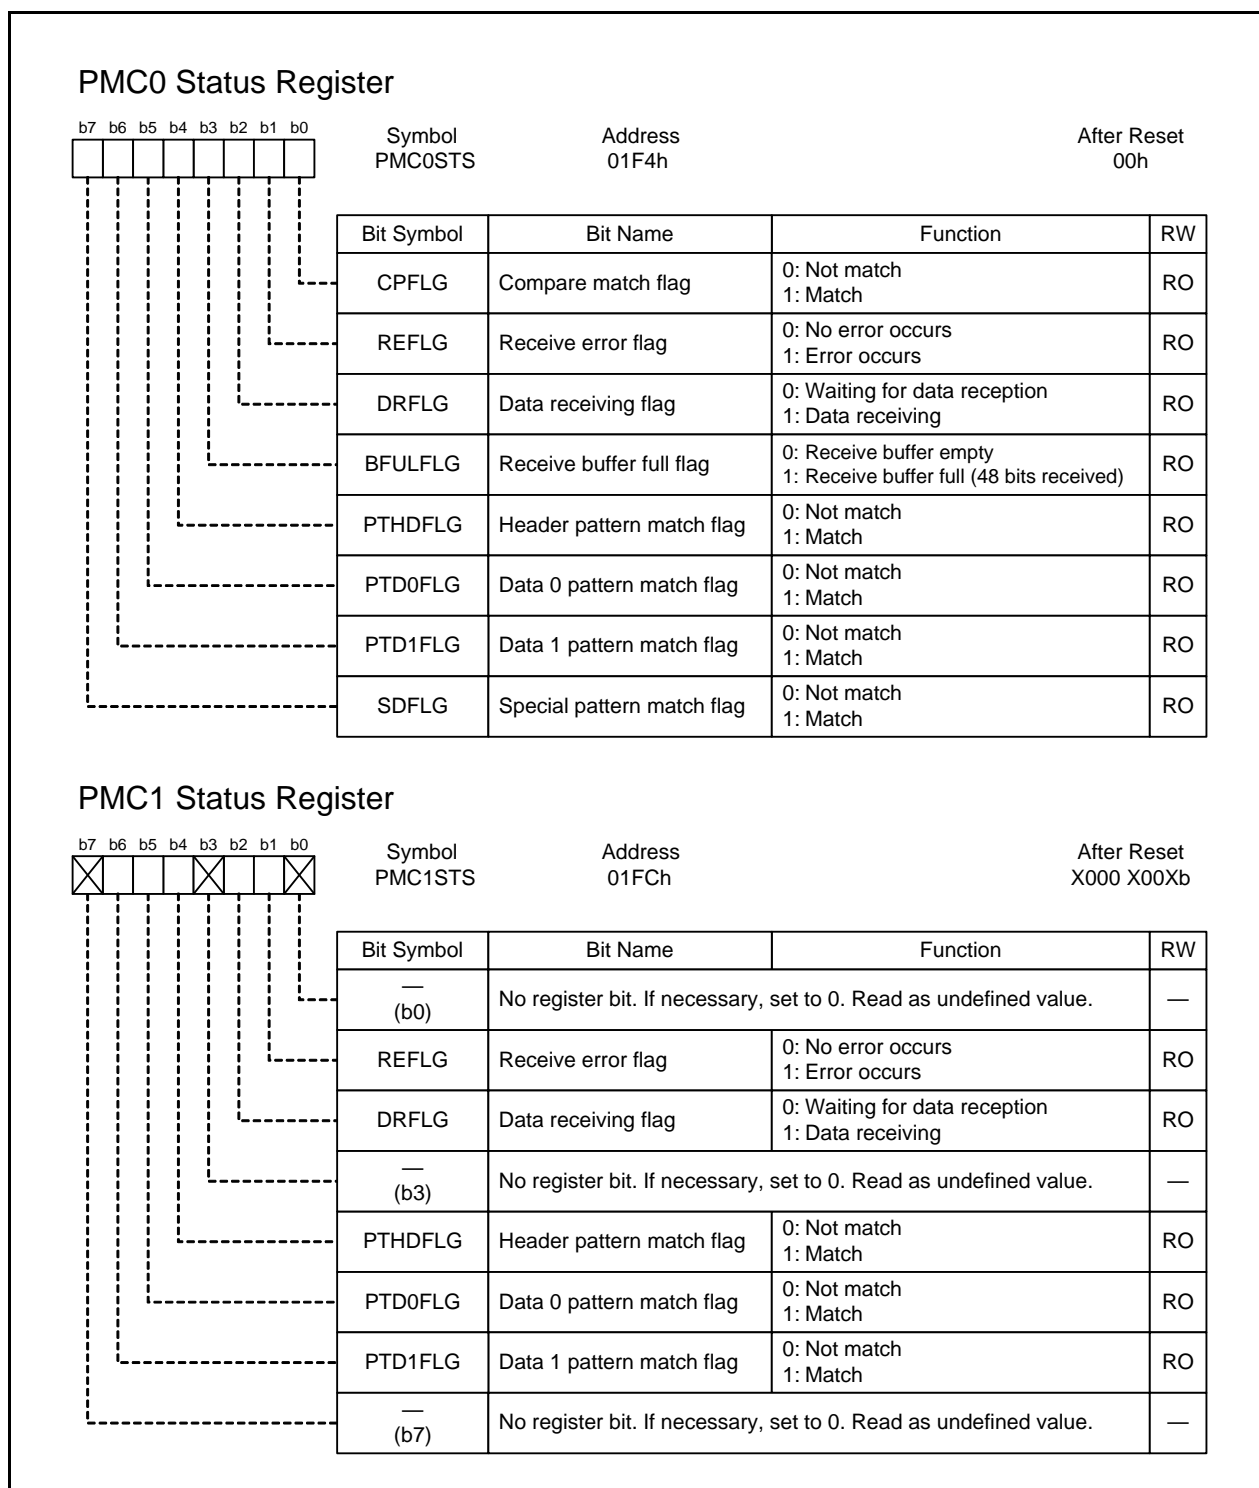 PMC0 Status Register
b7 b6 b5 b4 b3 b2 b1 b0
Symbol Address After Reset
PMC0STS 01F4h 00h
Bit Symbol Bit Name Function RW
CPFLG Compare match flag 0: Not match RO
1: Match
REFLG Receive error flag 0: No error occurs RO
1: Error occurs
DRFLG Data receiving flag 0: Waiting for data reception RO
1: Data receiving
BFULFLG Receive buffer full flag 0: Receive buffer empty RO
1: Receive buffer full (48 bits received)
PTHDFLG Header pattern match flag 0: Not match RO
1: Match
PTD0FLG Data 0 pattern match flag 0: Not match RO
1: Match
PTD1FLG Data 1 pattern match flag 0: Not match RO
1: Match
SDFLG Special pattern match flag 0: Not match RO
1: Match
PMC1 Status Register
b7 b6 b5 b4 b3 b2 b1 b0
Symbol Address After Reset
PMC1STS 01FCh X000 X00Xb
Bit Symbol Bit Name Function RW
—
(b0) No register bit. If necessary, set to 0. Read as undefined value. —
REFLG Receive error flag 0: No error occurs RO
1: Error occurs
DRFLG Data receiving flag 0: Waiting for data reception RO
1: Data receiving
—
(b3) No register bit. If necessary, set to 0. Read as undefined value. —
PTHDFLG Header pattern match flag 0: Not match RO
1: Match
PTD0FLG Data 0 pattern match flag 0: Not match RO
1: Match
PTD1FLG Data 1 pattern match flag 0: Not match RO
1: Match
—
(b7) No register bit. If necessary, set to 0. Read as undefined value. —